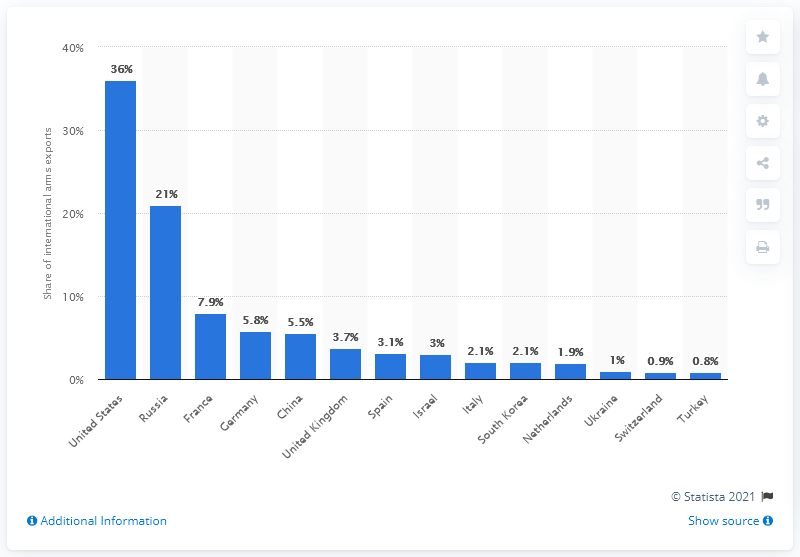 40%
30%
20%
10%
0%
Share of international arms exports
36%
21%
7.9%
5.8%
5.5%
3.7%
3.1%
3%
2.1%
2.1%
1.9%
1%
0.9%
0.8%
United States
Russia
France
Germany
China
United Kingdom
Spain
Israel
Italy
South Korea
Netherlands
Ukraine
Switzerland
Turkey
© Statista 2021
Additional Information
Show source